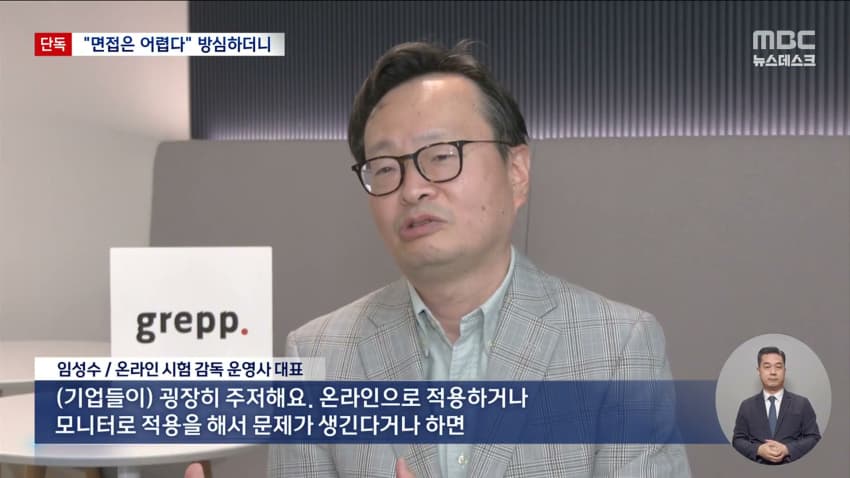 단독 "면접은 어렵다" 방심하더니
MBC
뉴스데스크
grepp.
임성수 / 온라인 시험 감독 운영사 대표
(기업들이) 굉장히 주저해요. 온라인으로 적용하거나
모니터로 적용을 해서 문제가 생긴다거나 하면